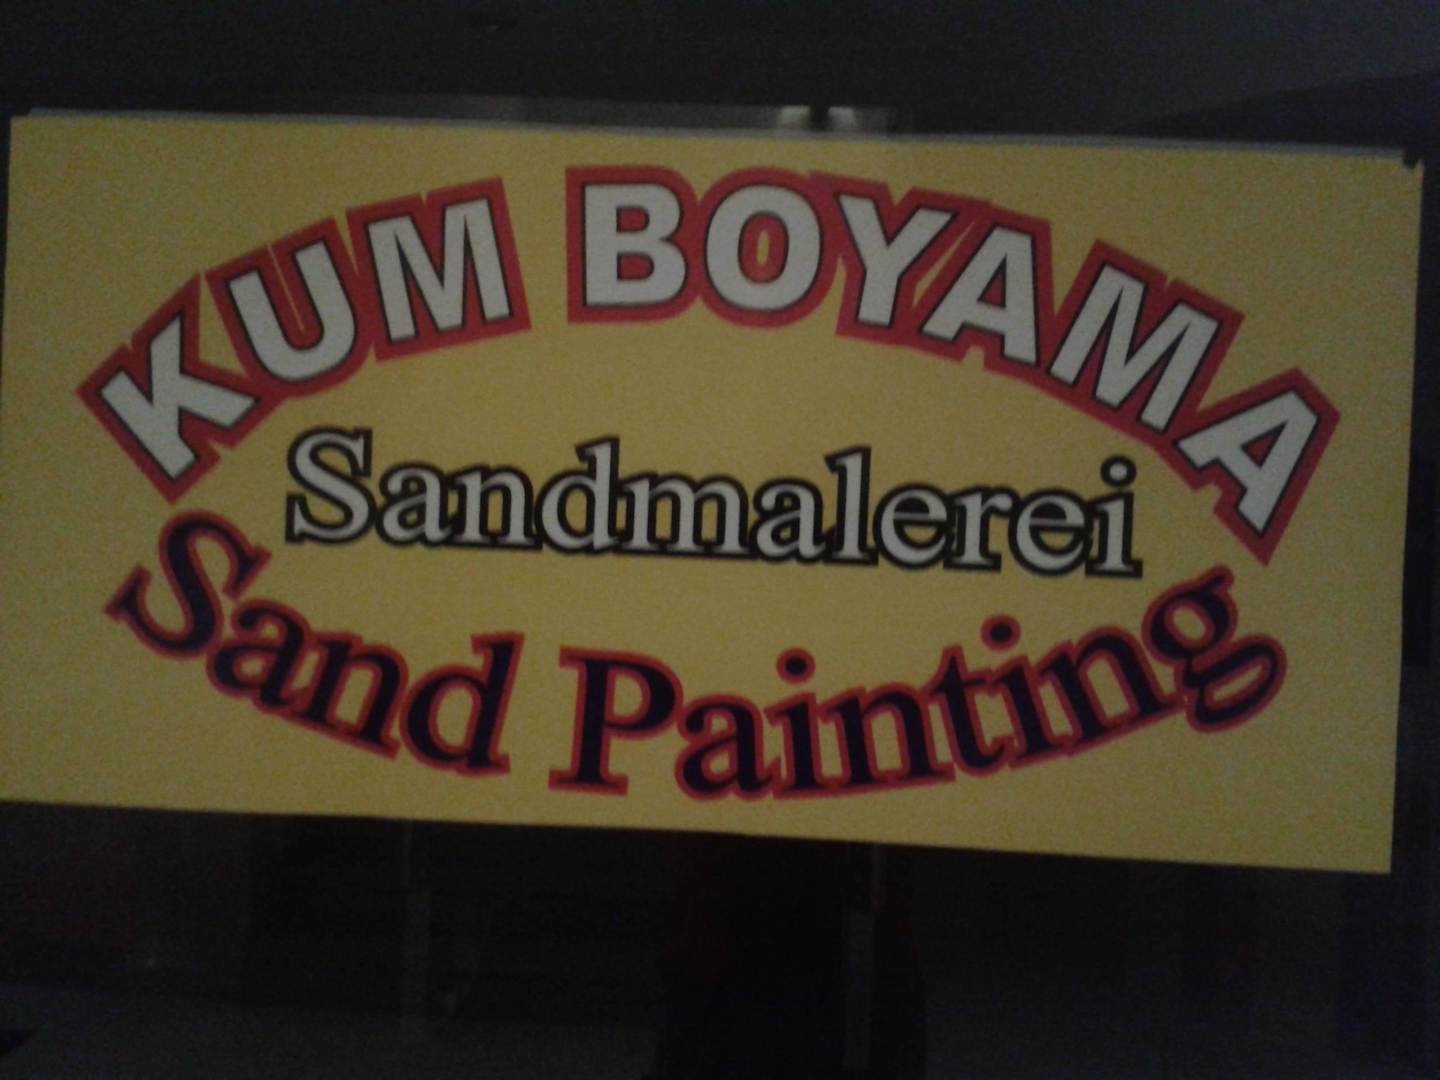 KUM BOYAMA
Sandmalerei
Sand Painting